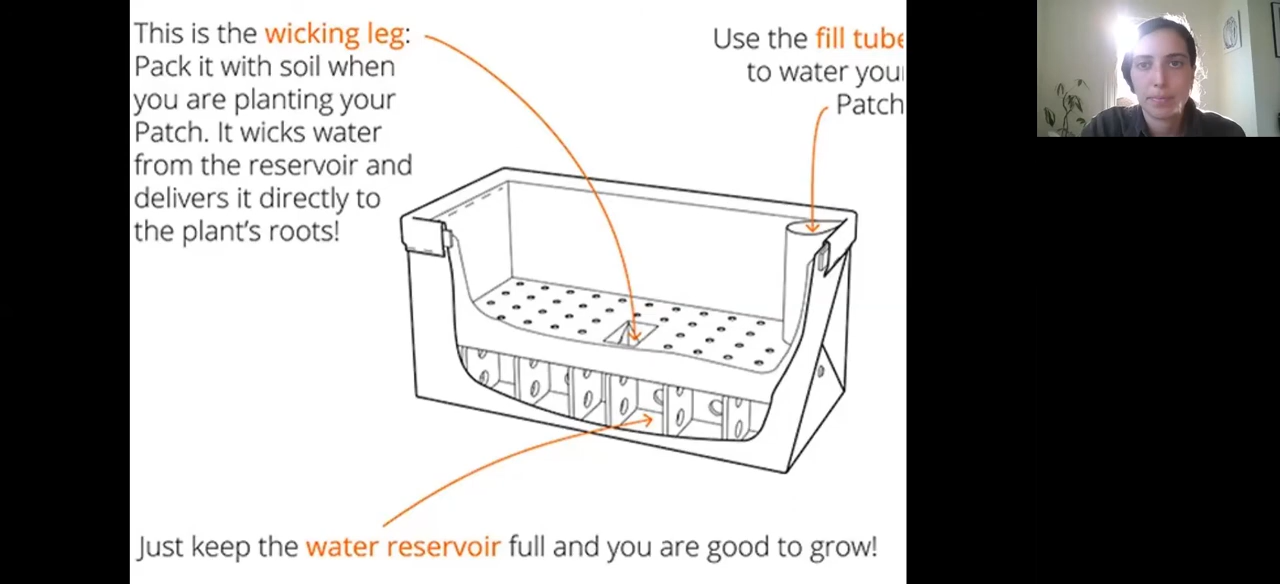 This is the wicking leg:
Pack it with soil when
you are planting your
Patch. It wicks water
from the reservoir and
delivers it directly to
the plant's roots!
Use the fill tube
to water you
Patch
Just keep the water reservoir full and you are good to grow!